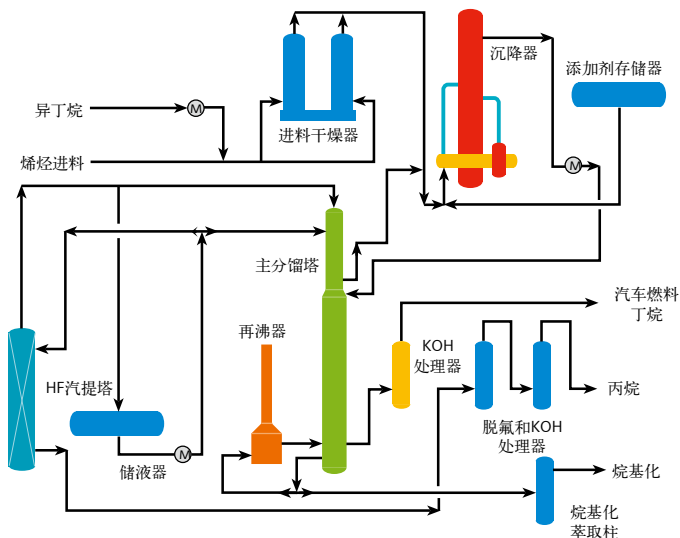 沉降器
添加剂存储器
异丁烷
M
进料干燥器
烯烃进料
M
主分馏塔
汽车燃料
丁烷
再沸器
KOH
处理器
HF汽提塔
丙烷
脱氟和KOH
处理器
储液器
M
烷基化
烷基化
萃取柱